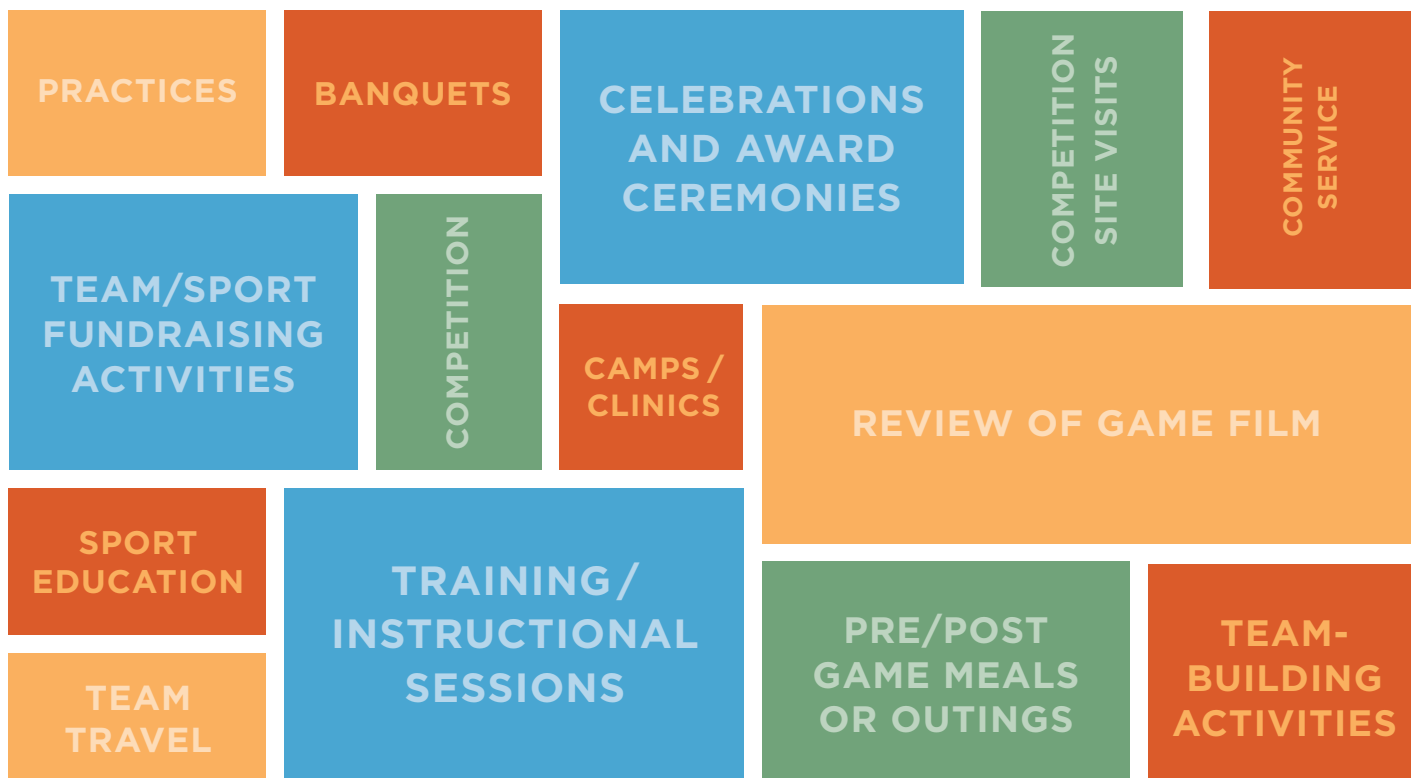 PRACTICES
BANQUETS
CELEBRATIONS
AND AWARD
CEREMONIES
COMPETITION
SITE VISITS
COMMUNITY
SERVICE
TEAM/SPORT
FUNDRAISING
ACTIVITIES
COMPETITION
CAMPS /
CLINICS
REVIEW OF GAME FILM
SPORT
EDUCATION
TRAINING /
INSTRUCTIONAL
SESSIONS
PRE/POST
GAME MEALS
OR OUTINGS
TEAM-
BUILDING
ACTIVITIES
TEAM
TRAVEL